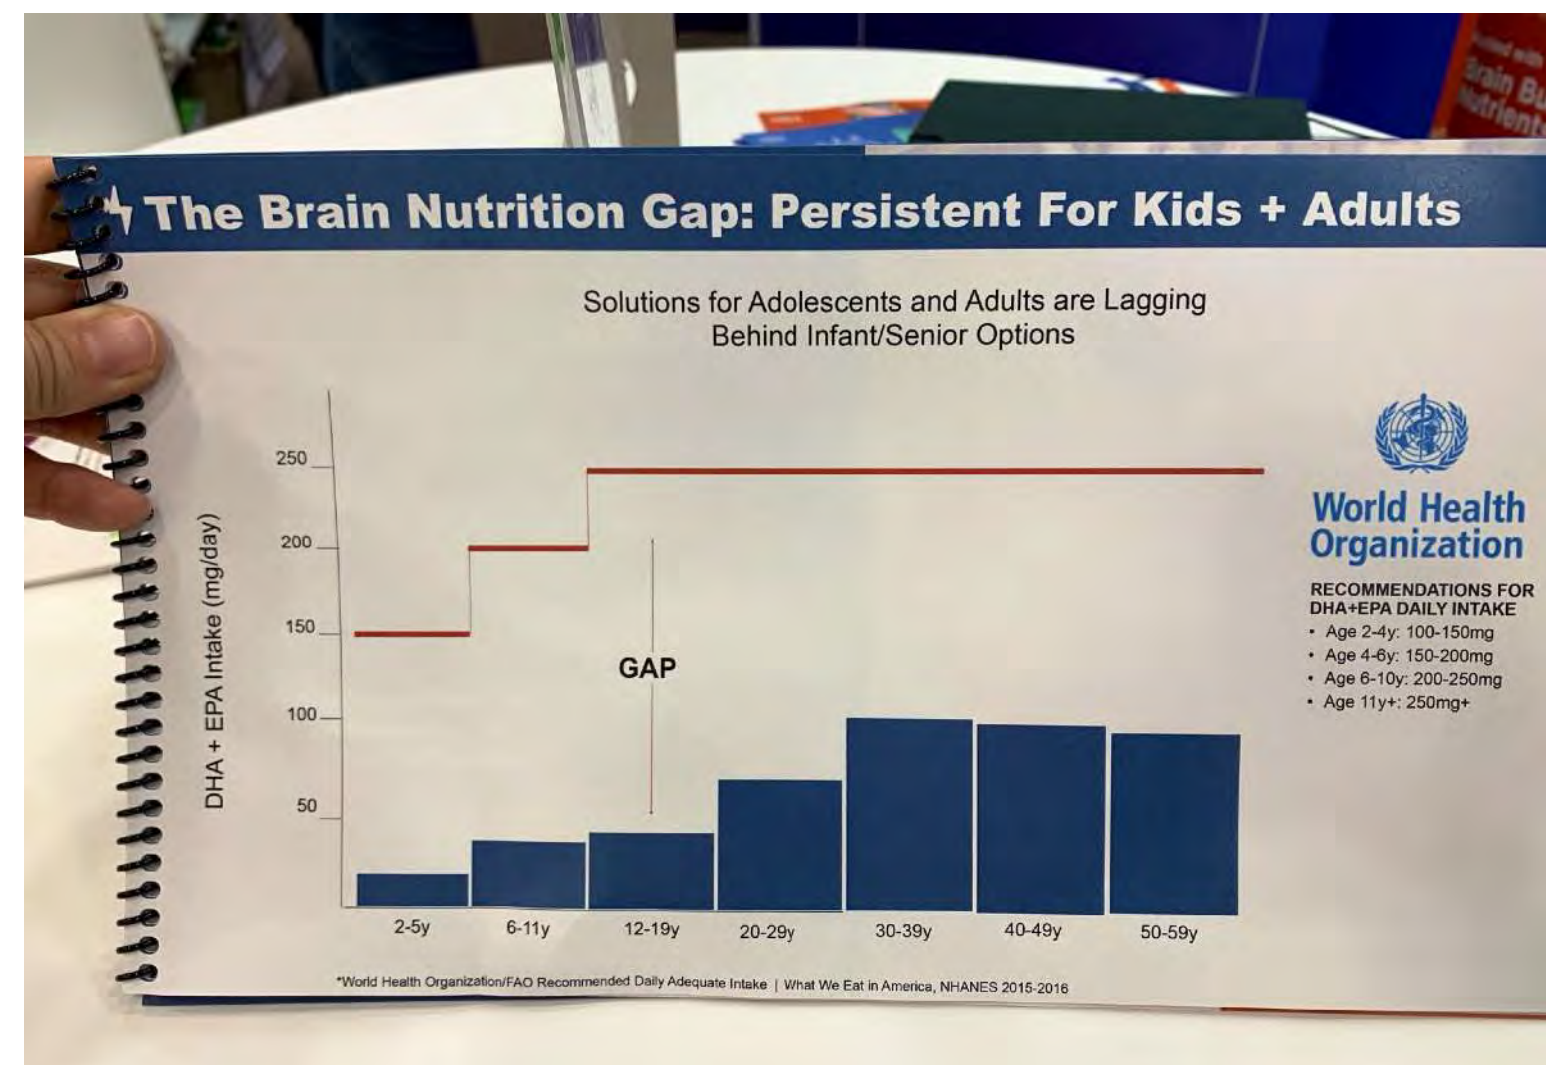 Brain Bu
Nutrients
The Brain Nutrition Gap: Persistent For Kids + Adults
Solutions for Adolescents and Adults are Lagging
Behind Infant/Senior Options
DHA + EPA Intake (mg/day)
250
200
150
100
50
GAP
2-5y
6-11y
12-19y
20-29y
30-39y
40-49y
50-59y
World Health
Organization
RECOMMENDATIONS FOR
DHA+EPA DAILY INTAKE
• Age 2-4y: 100-150mg
• Age 4-6y: 150-200mg
• Age 6-10y: 200-250mg
• Age 11y+: 250mg+
*World Health Organization/FAO Recommended Daily Adequate Intake | What We Eat in America, NHANES 2015-2016